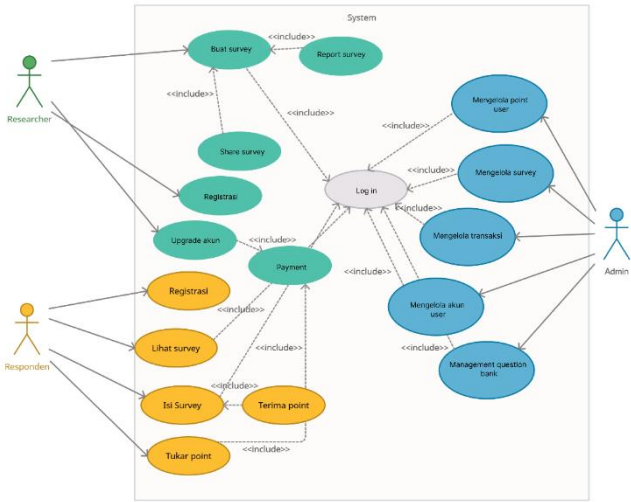 System
Buat survey
<<include>>
Report survey
Researcher
<<include>>
<<include>>
Mengelola point
user
<<include>>
Share survey
Mengelola survey
<<include>>
Log in
Registrasi
<<include>>
Mengelola transaksi
Upgrade akun
<<include>>
Admin
Payment
<<include>>
Registrasi
Mengelola akun
user
<<include>>
Responden
Lihat survey
<<include>>
<<include>>
Management question
bank
<<include>>
Isi Survey
Terima point
Tukar point
<<include>>